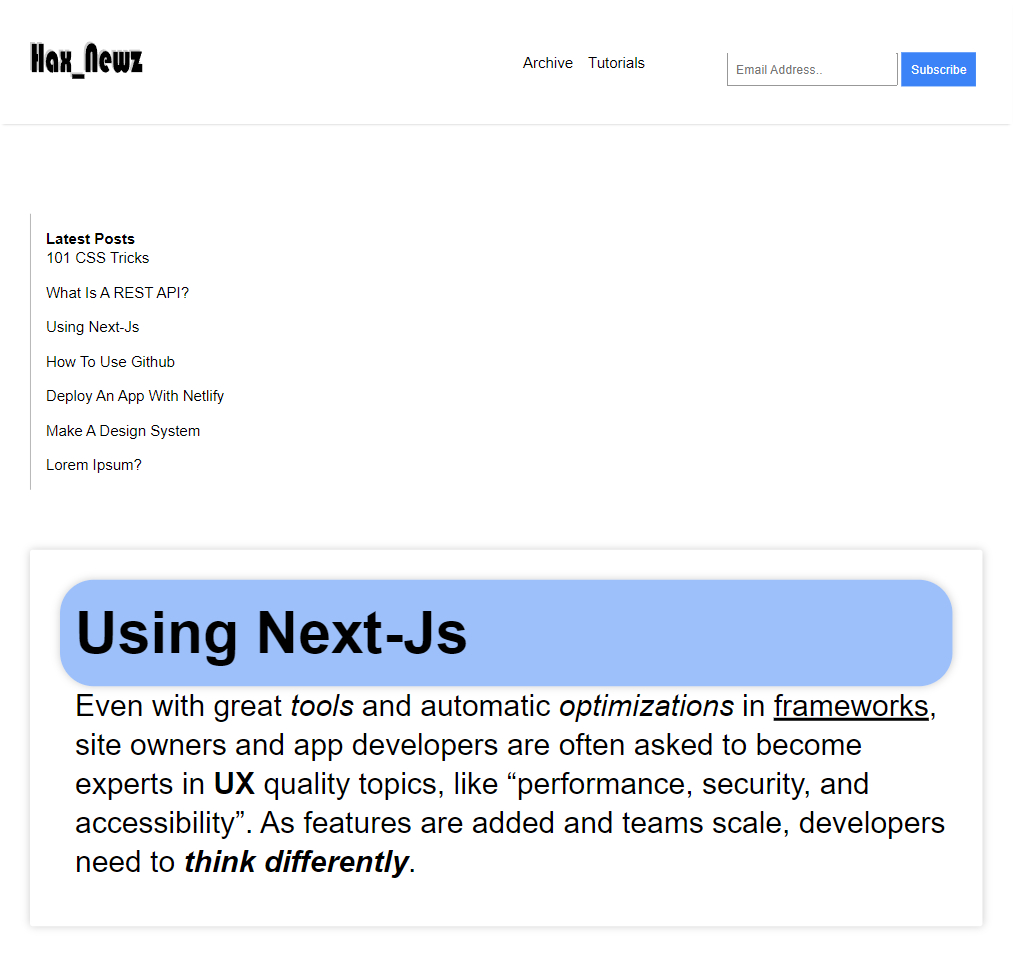 Hax_Newz
Archive Tutorials
Email Address.. Subscribe
Latest Posts
101 CSS Tricks
What Is A REST API?
Using Next-Js
How To Use Github
Deploy An App With Netlify
Make A Design System
Lorem Ipsum?
Using Next-Js
Even with great tools and automatic optimizations in frameworks,
site owners and app developers are often asked to become
experts in UX quality topics, like “performance, security, and
accessibility”. As features are added and teams scale, developers
need to think differently.